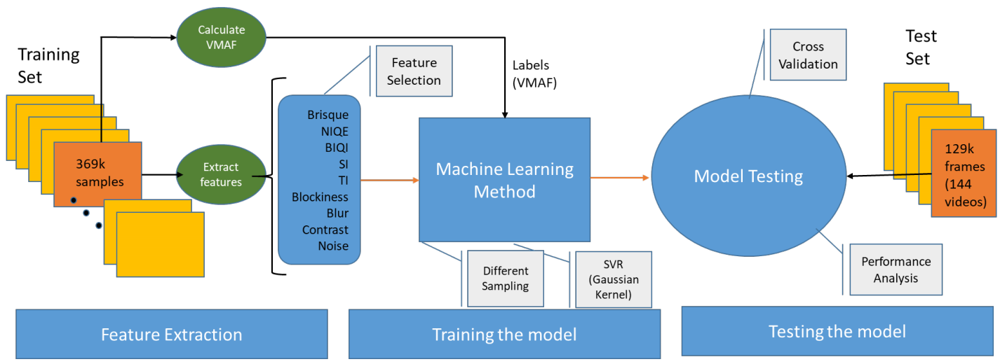 Training
Set
369k
samples
Calculate
VMAF
Extract
features
Feature
Selection
Brisque
NIQE
BIQI
SI
TI
Blockiness
Blur
Contrast
Noise
Labels
(VMAF)
Machine Learning
Method
Different
Sampling
SVR
(Gaussian
Kernel)
Cross
Validation
Model Testing
Performance
Analysis
Test
Set
129k
frames
(144
videos)
Feature Extraction
Training the model
Testing the model